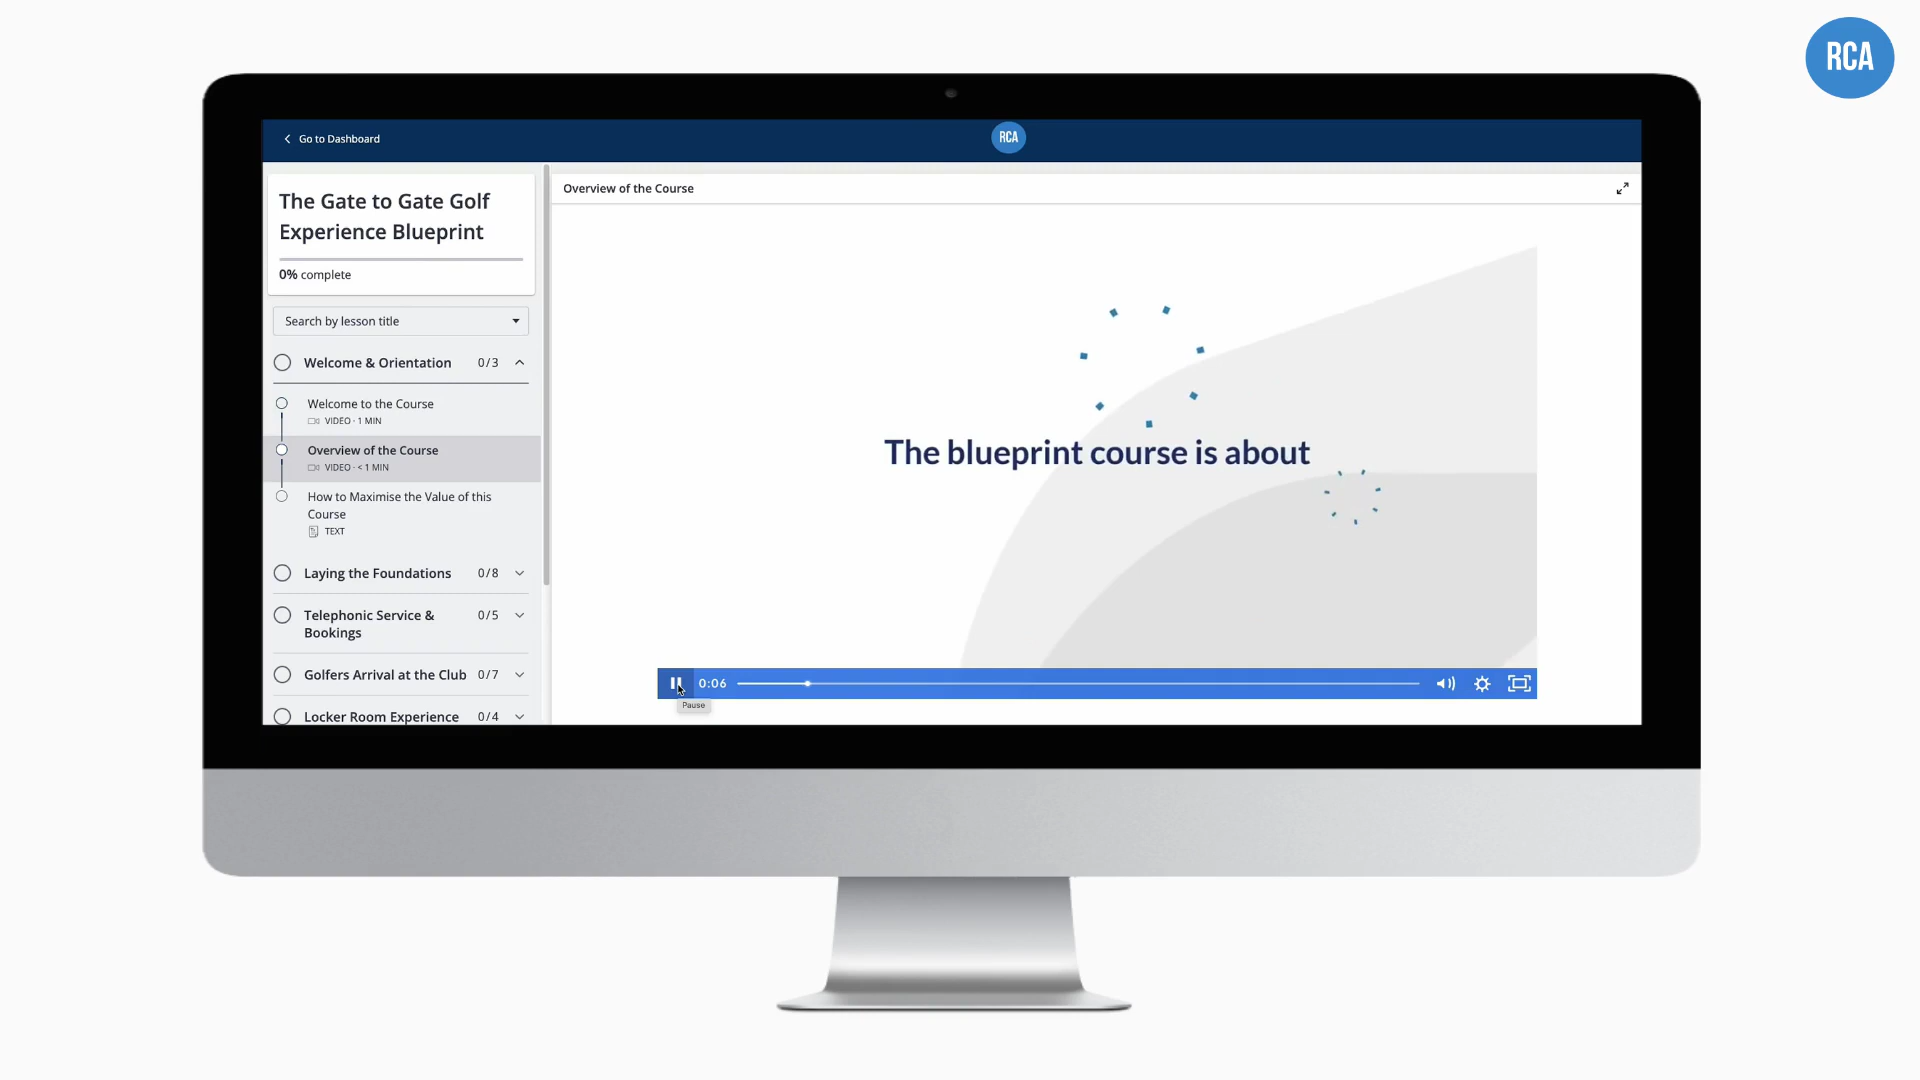 RCA
Go to Dashboard
RCA
The Gate to Gate Golf
Experience Blueprint
0% complete
Search by lesson title
Welcome & Orientation 0/3
Welcome to the Course
VIDEO · 1 MIN
Overview of the Course
VIDEO · < 1 MIN
How to Maximise the Value of this
Course
TEXT
Laying the Foundations 0/8
Telephonic Service & 0/5
Bookings
Golfers Arrival at the Club 0/7
Locker Room Experience 0/4
Overview of the Course
The blueprint course is about
0:06
Pause